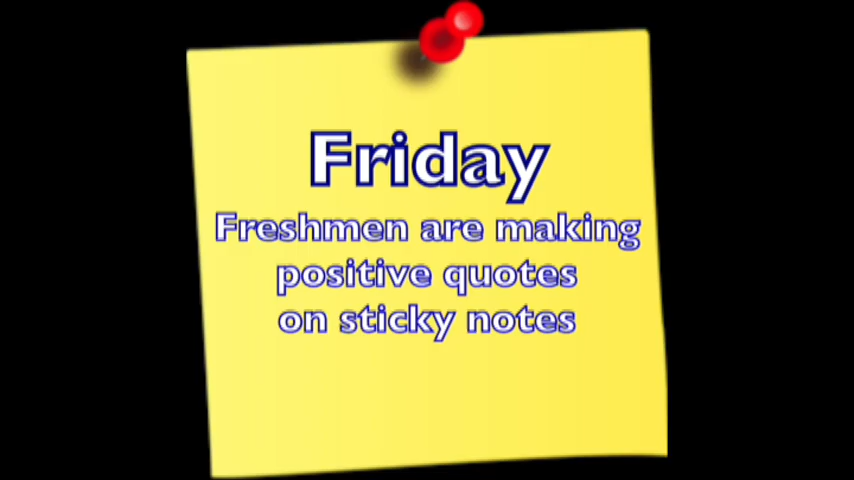 Friday
Freshmen are making
positive quotes
on sticky notes